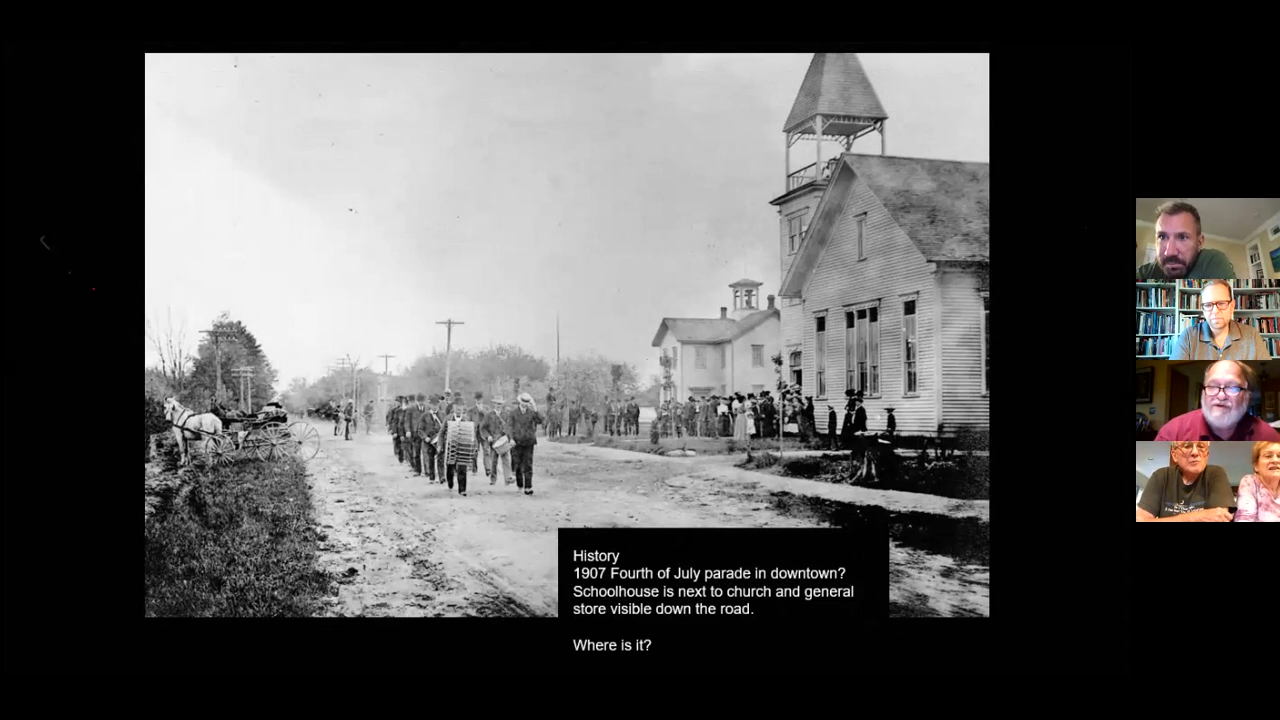 History
1907 Fourth of July parade in downtown?
Schoolhouse is next to church and general
store visible down the road.
Where is it?